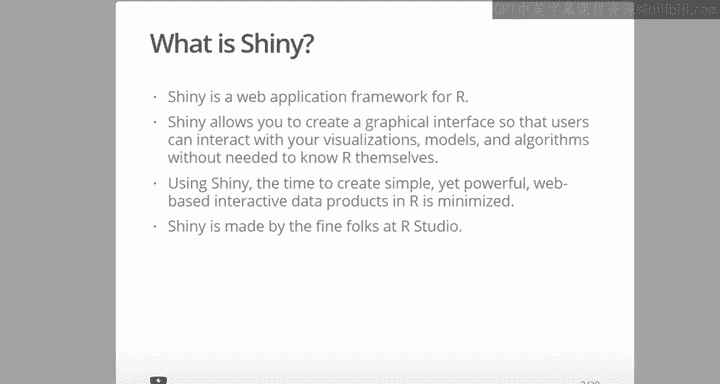 What is Shiny?
· Shiny is a web application framework for R.
· Shiny allows you to create a graphical interface so that users
can interact with your visualizations, models, and algorithms
without needed to know R themselves.
· Using Shiny, the time to create simple, yet powerful, web-
based interactive data products in R is minimized.
· Shiny is made by the fine folks at R Studio.